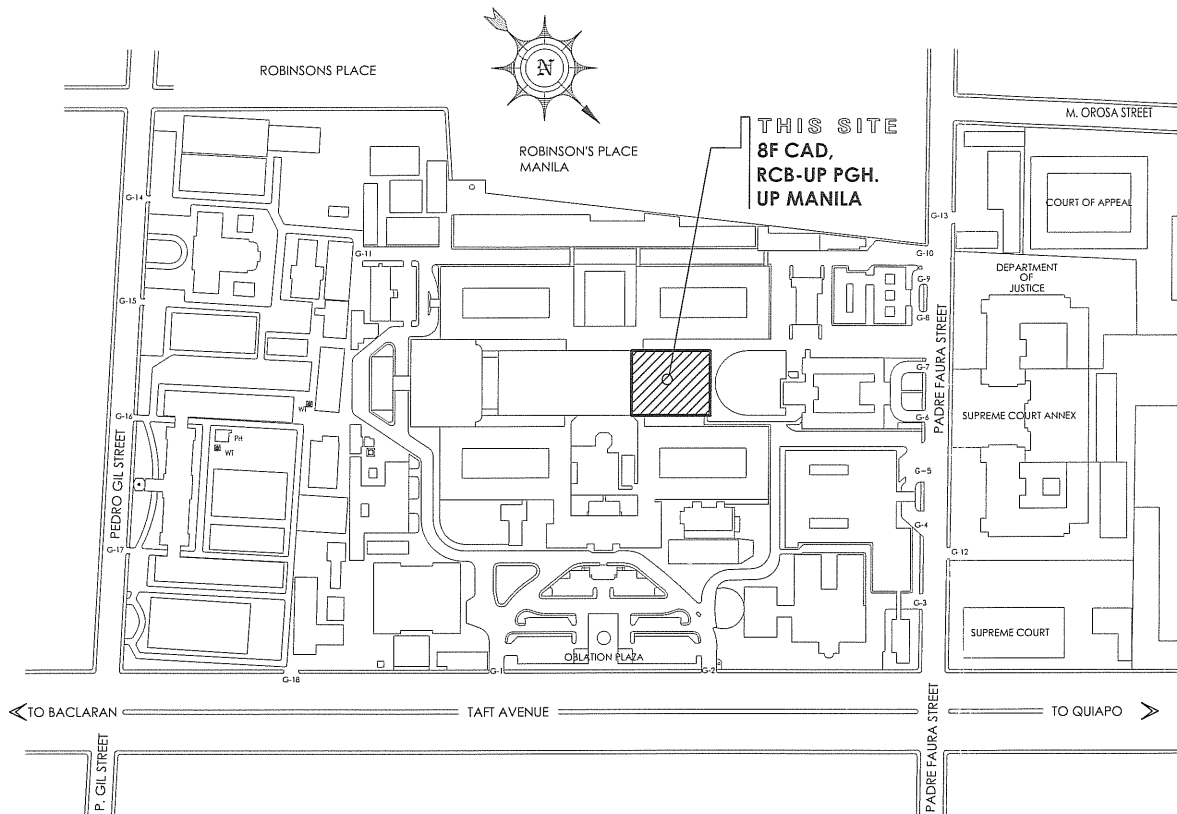 N
ROBINSONS PLACE
ROBINSON'S PLACE
MANILA
THIS SITE
8F CAD,
RCB-UP PGH.
UP MANILA
M. OROSA STREET
COURT OF APPEAL
G-14
G-13
G-11
G-10
G-9
G-8
DEPARTMENT
OF
JUSTICE
G-15
PADRE FAURA STREET
G-7
G-6
WT
G-16
SUPREME COURT ANNEX
PH
WT
PEDRO GIL STREET
G-5
G-4
G-17
G-12
G-3
SUPREME COURT
OBLATION PLAZA
G-18
G-1
G-2
TO BACLARAN
TAFT AVENUE
TO QUIAPO
P. GIL STREET
PADRE FAURA STREET